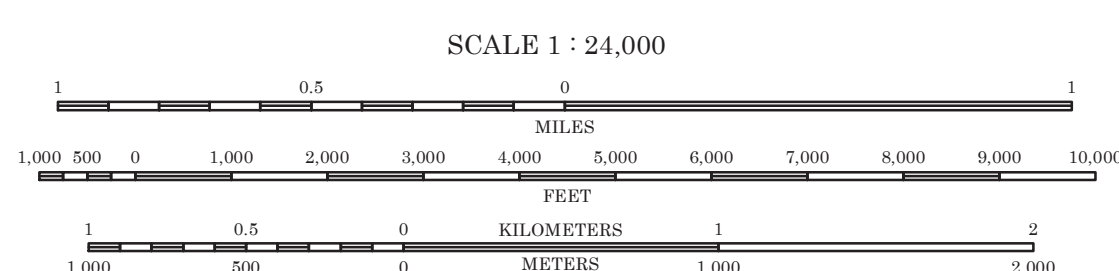 SCALE 1 : 24,000
1 0.5 0 1
MILES
1,000 500 0 1,000 2,000 3,000 4,000 5,000 6,000 7,000 8,000 9,000 10,000
FEET
1 0.5 0 KILOMETERS 1 2
1,000 500 0 METERS 1,000 2,000